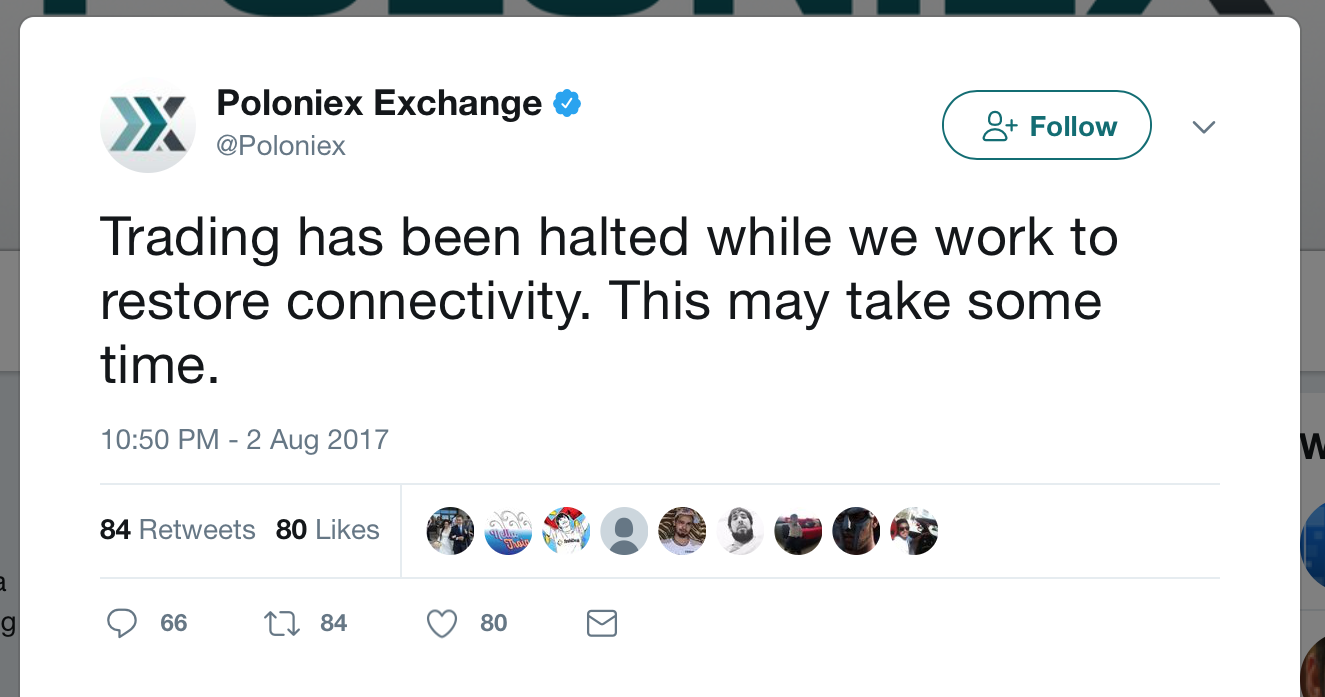 Poloniex Exchange
@Poloniex
Follow
Trading has been halted while we work to
restore connectivity. This may take some
time.
10:50 PM - 2 Aug 2017
84 Retweets 80 Likes
66 84 80